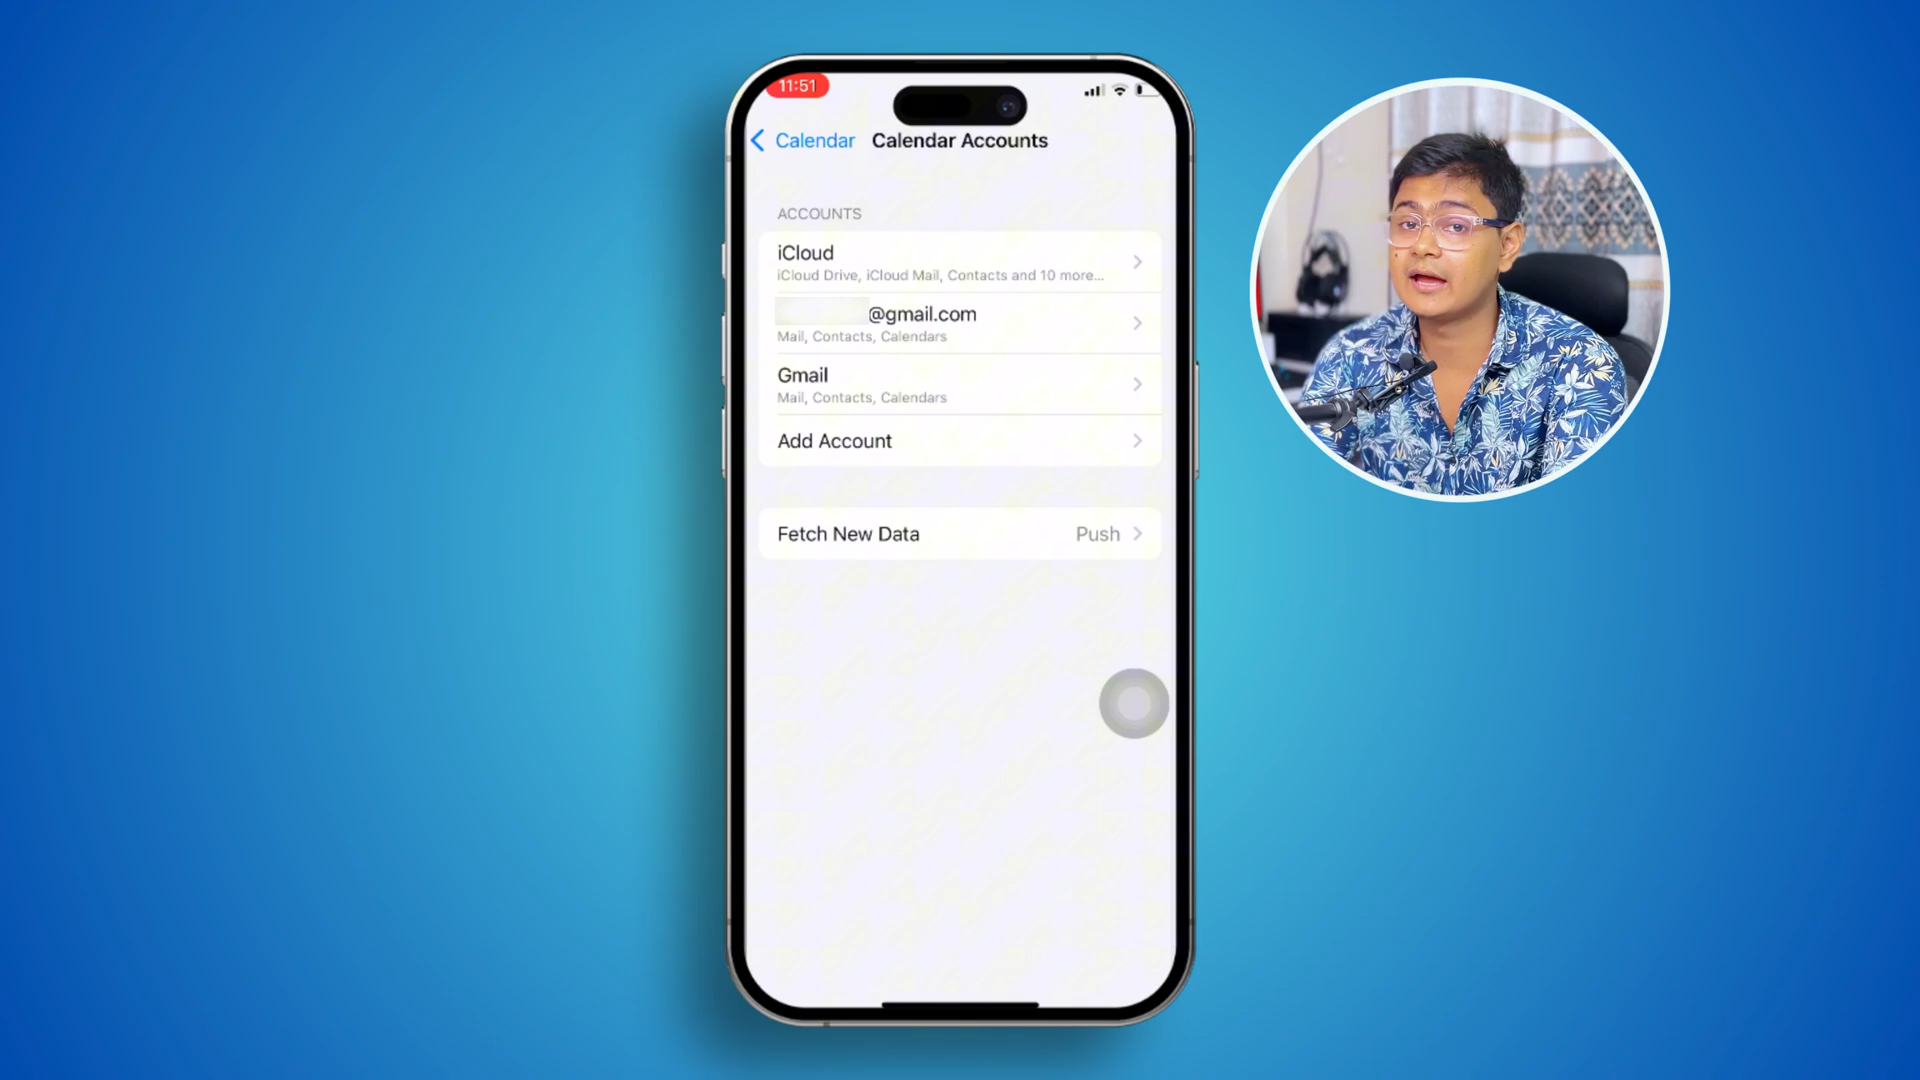 11:51
Calendar Calendar Accounts
ACCOUNTS
iCloud
iCloud Drive, iCloud Mail, Contacts and 10 more...
@gmail.com
Mail, Contacts, Calendars
Gmail
Mail, Contacts, Calendars
Add Account
Fetch New Data Push